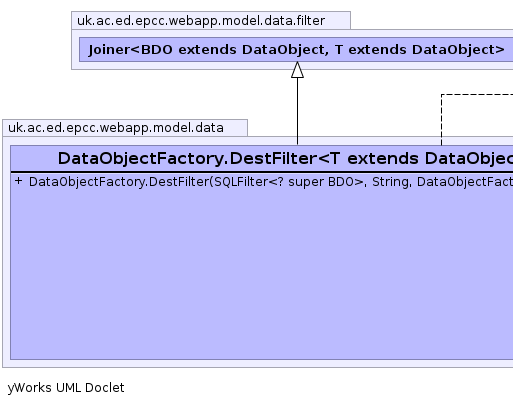 uk.ac.ed.epcc.webapp.model.data.filter
Joiner<BDO extends DataObject, T extends DataObject>
uk.ac.ed.epcc.webapp.model.data
DataObjectFactory.DestFilter<T extends DataObjec
+ DataObjectFactory.DestFilter(SQLFilter<? super BDO>, String, DataObjectFact
yWorks UML Doclet